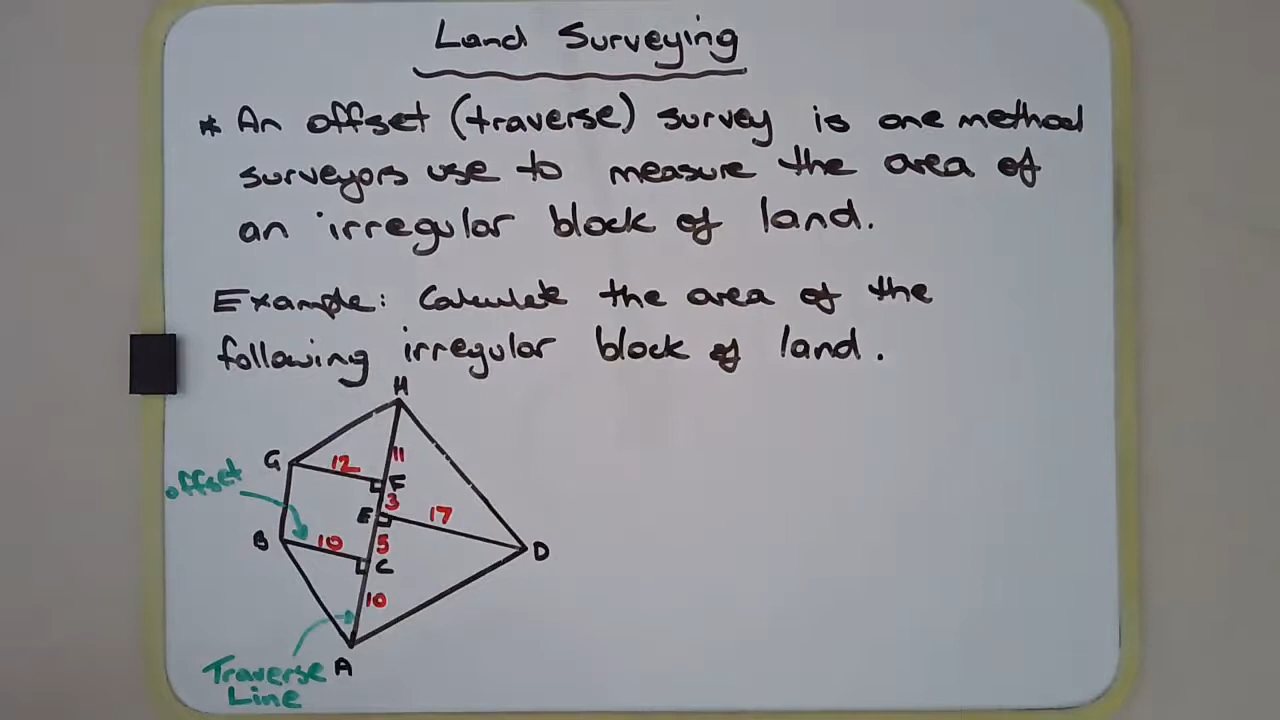 Land Surveying
* An offset (traverse) survey is one method
surveyors use to measure the area of
an irregular block of land.
Example: Calculate the area of the
following irregular block of land.
H
G
12
11
F
offset
3
E
17
B
10
5
D
C
10
Traverse
Line
A